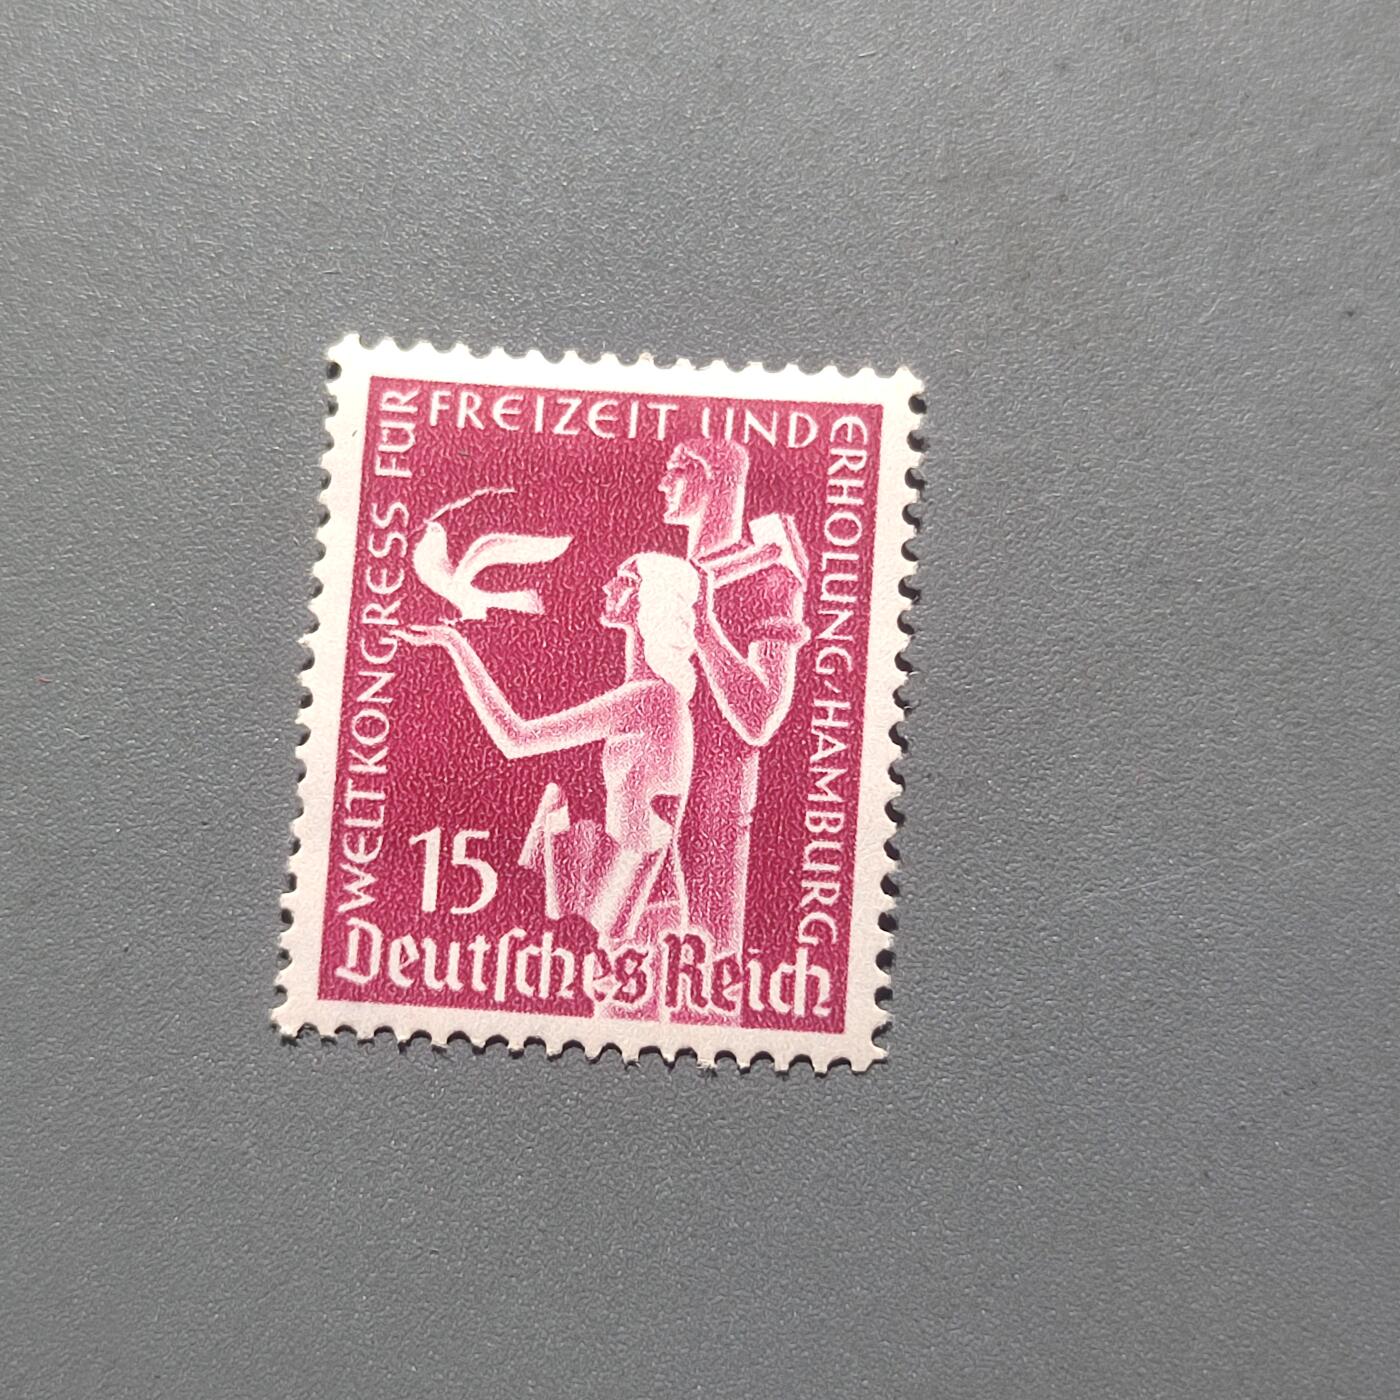 WELTKONGRESS FÜR
FREIZEIT UND
ERHOLUNG/HAMBURG
15
Deutsches Reich